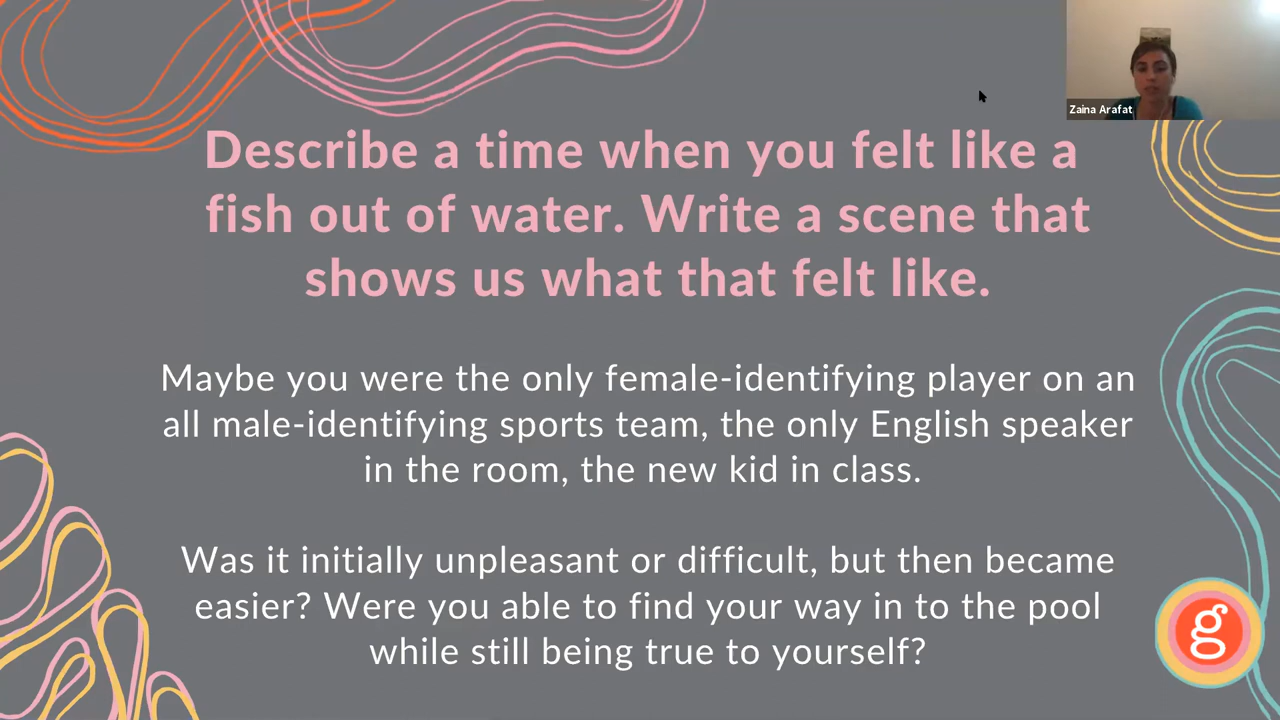 Zaina Arafat
Describe a time when you felt like a
fish out of water. Write a scene that
shows us what that felt like.
Maybe you were the only female-identifying player on an
all male-identifying sports team, the only English speaker
in the room, the new kid in class.
Was it initially unpleasant or difficult, but then became
easier? Were you able to find your way in to the pool
while still being true to yourself?
g